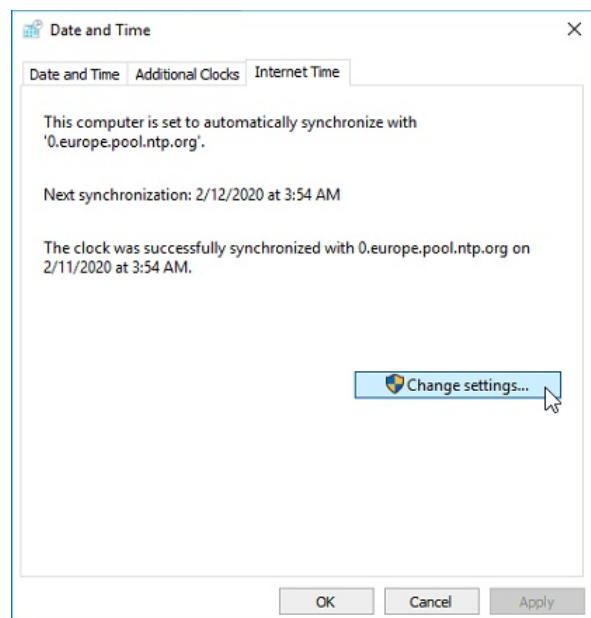 Date and Time
Date and Time Additional Clocks Internet Time
This computer is set to automatically synchronize with
'0.europe.pool.ntp.org'.
Next synchronization: 2/12/2020 at 3:54 AM
The clock was successfully synchronized with 0.europe.pool.ntp.org on
2/11/2020 at 3:54 AM.
Change settings...
OK Cancel Apply